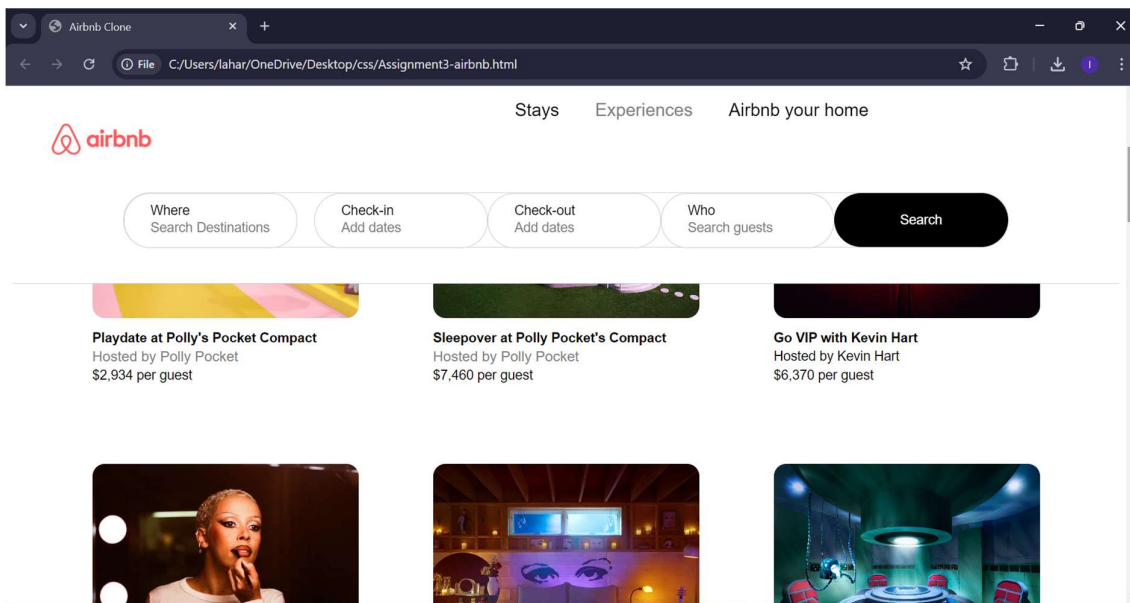 Airbnb Clone
File C:/Users/lahar/OneDrive/Desktop/css/Assignment3-airbnb.html
I
Stays Experiences Airbnb your home
airbnb
Where Check-in Check-out Who Search
Search Destinations Add dates Add dates Search guests
Playdate at Polly's Pocket Compact Sleepover at Polly Pocket's Compact Go VIP with Kevin Hart
Hosted by Polly Pocket Hosted by Polly Pocket Hosted by Kevin Hart
$2,934 per guest $7,460 per guest $6,370 per guest